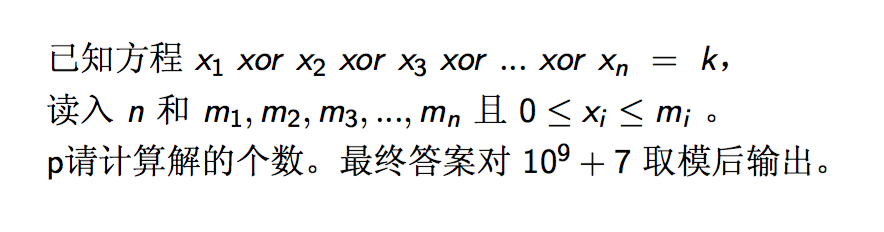 已知方程 x₁ xor x₂ xor x₃ xor ... xor xₙ = k，
读入 n 和 m₁, m₂, m₃, ..., mₙ 且 0 ≤ xᵢ ≤ mᵢ 。
p请计算解的个数。最终答案对 10⁹ + 7 取模后输出。